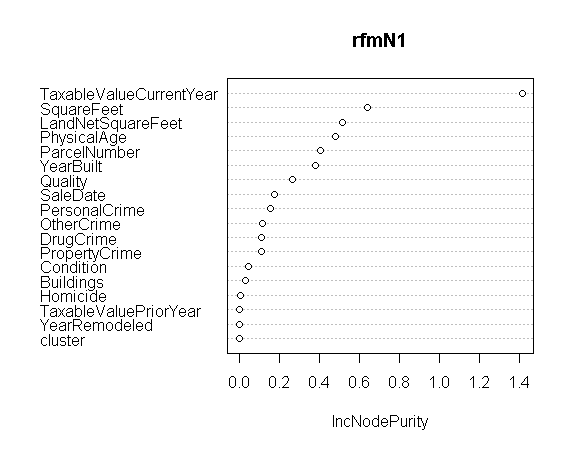 rfmN1
TaxableValueCurrentYear
SquareFeet
LandNetSquareFeet
PhysicalAge
ParcelNumber
YearBuilt
Quality
SaleDate
PersonalCrime
OtherCrime
DrugCrime
PropertyCrime
Condition
Buildings
Homicide
TaxableValuePriorYear
YearRemodeled
cluster
0.0 0.2 0.4 0.6 0.8 1.0 1.2 1.4
IncNodePurity